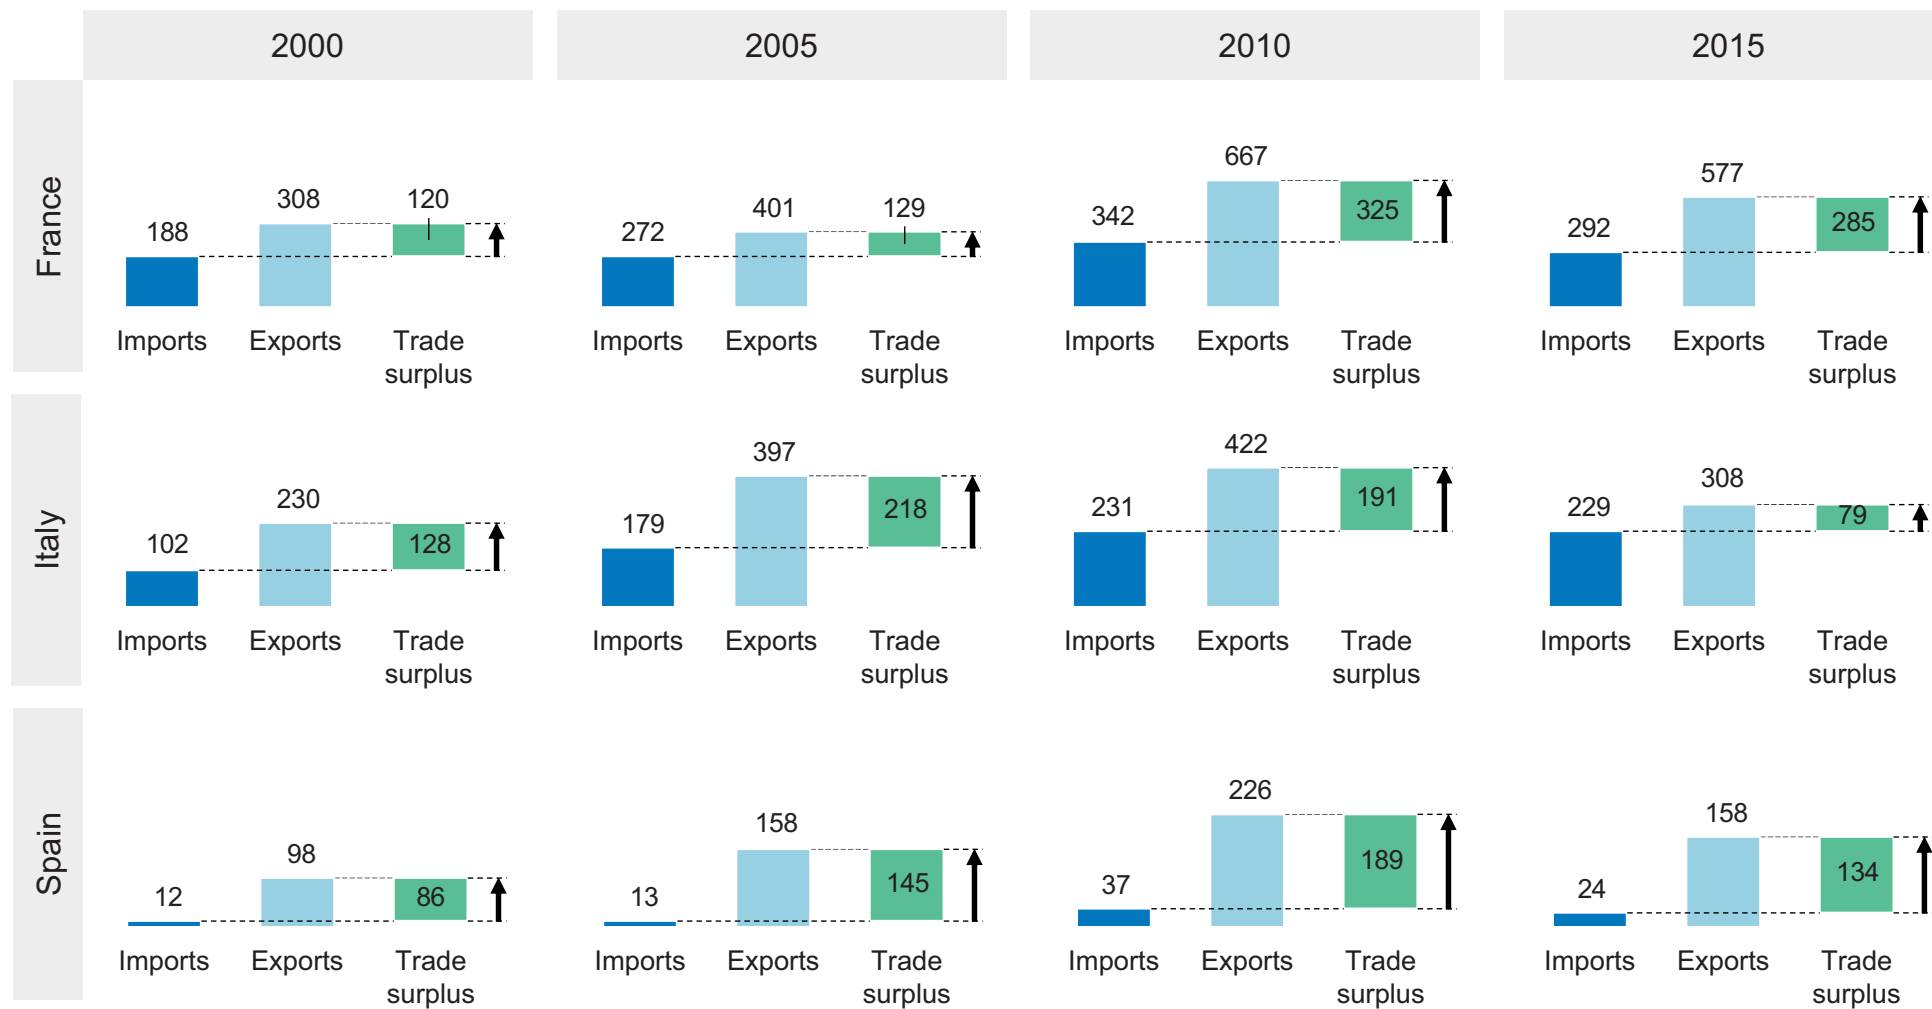 2000
2005
2010
2015
France
188
308
120
Imports
Exports
Trade
surplus
272
401
129
Imports
Exports
Trade
surplus
342
667
325
Imports
Exports
Trade
surplus
292
577
285
Imports
Exports
Trade
surplus
Italy
102
230
128
Imports
Exports
Trade
surplus
179
397
218
Imports
Exports
Trade
surplus
231
422
191
Imports
Exports
Trade
surplus
229
308
79
Imports
Exports
Trade
surplus
Spain
12
98
86
Imports
Exports
Trade
surplus
13
158
145
Imports
Exports
Trade
surplus
37
226
189
Imports
Exports
Trade
surplus
24
158
134
Imports
Exports
Trade
surplus